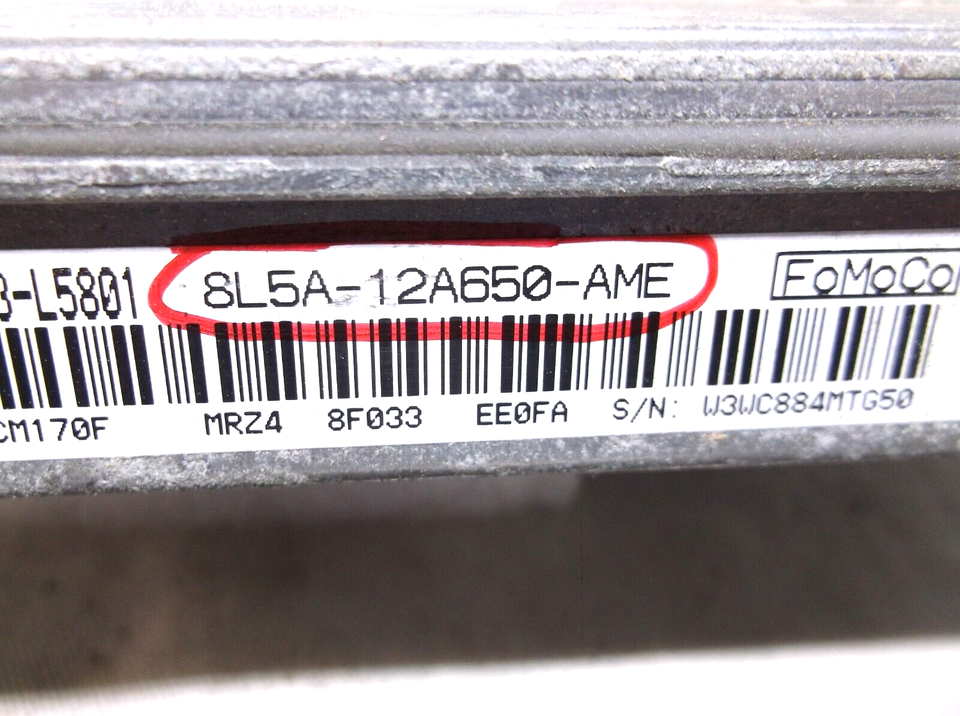 3-L5801 8L5A-12A650-AME FoMoCo
CM170F MRZ4 8F033 EE0FA S/N: W3WC884MTG50